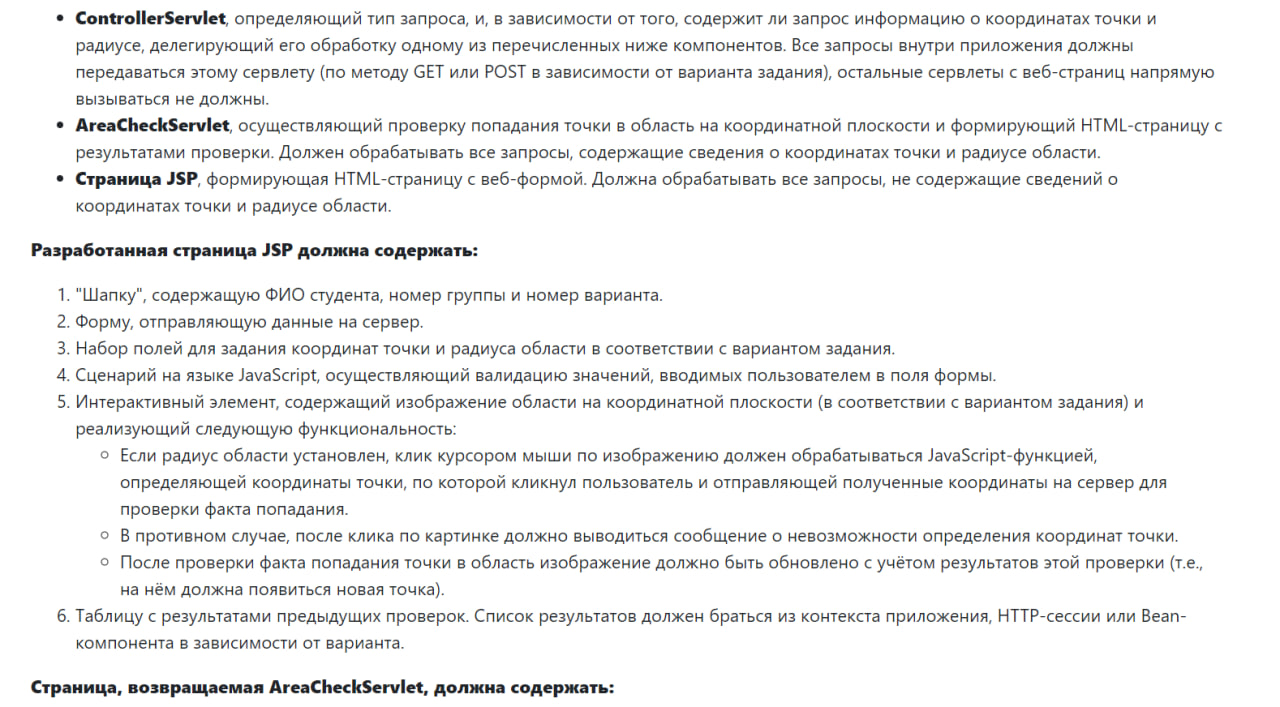 • ControllerServlet, определяющий тип запроса, и, в зависимости от того, содержит ли запрос информацию о координатах точки и
радиусе, делегирующий его обработку одному из перечисленных ниже компонентов. Все запросы внутри приложения должны
передаваться этому сервлету (по методу GET или POST в зависимости от варианта задания), остальные сервлеты с веб-страниц напрямую
вызываться не должны.
• AreaCheckServlet, осуществляющий проверку попадания точки в область на координатной плоскости и формирующий HTML-страницу с
результатами проверки. Должен обрабатывать все запросы, содержащие сведения о координатах точки и радиусе области.
• Страница JSP, формирующая HTML-страницу с веб-формой. Должна обрабатывать все запросы, не содержащие сведений о
координатах точки и радиусе области.
Разработанная страница JSP должна содержать:
1. "Шапку", содержащую ФИО студента, номер группы и номер варианта.
2. Форму, отправляющую данные на сервер.
3. Набор полей для задания координат точки и радиуса области в соответствии с вариантом задания.
4. Сценарий на языке JavaScript, осуществляющий валидацию значений, вводимых пользователем в поля формы.
5. Интерактивный элемент, содержащий изображение области на координатной плоскости (в соответствии с вариантом задания) и
реализующий следующую функциональность:
◦ Если радиус области установлен, клик курсором мыши по изображению должен обрабатываться JavaScript-функцией,
определяющей координаты точки, по которой кликнул пользователь и отправляющей полученные координаты на сервер для
проверки факта попадания.
◦ В противном случае, после клика по картинке должно выводиться сообщение о невозможности определения координат точки.
◦ После проверки факта попадания точки в область изображение должно быть обновлено с учётом результатов этой проверки (т.е.,
на нём должна появиться новая точка).
6. Таблицу с результатами предыдущих проверок. Список результатов должен браться из контекста приложения, HTTP-сессии или Bean-
компонента в зависимости от варианта.
Страница, возвращаемая AreaCheckServlet, должна содержать: